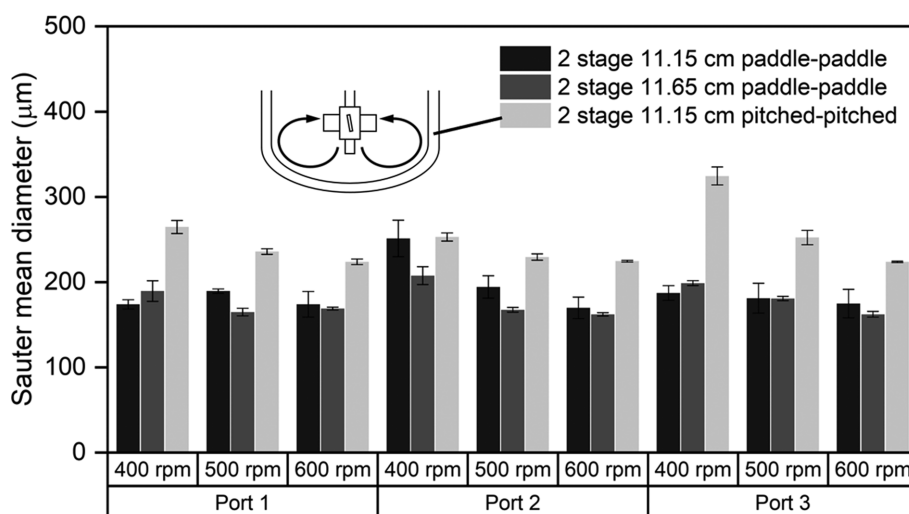 500
400
300
200
100
0
Sauter mean diameter (μm)
2 stage 11.15 cm paddle-paddle
2 stage 11.65 cm paddle-paddle
2 stage 11.15 cm pitched-pitched
400 rpm 500 rpm 600 rpm 400 rpm 500 rpm 600 rpm 400 rpm 500 rpm 600 rpm
Port 1 Port 2 Port 3